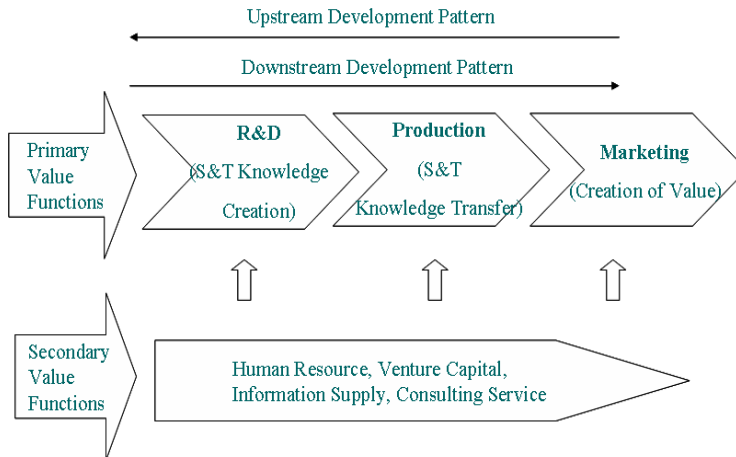 Upstream Development Pattern
Downstream Development Pattern
Primary
Value
Functions
R&D
(S&T Knowledge
Creation)
Production
(S&T
Knowledge Transfer)
Marketing
(Creation of Value)
Secondary
Value
Functions
Human Resource, Venture Capital,
Information Supply, Consulting Service